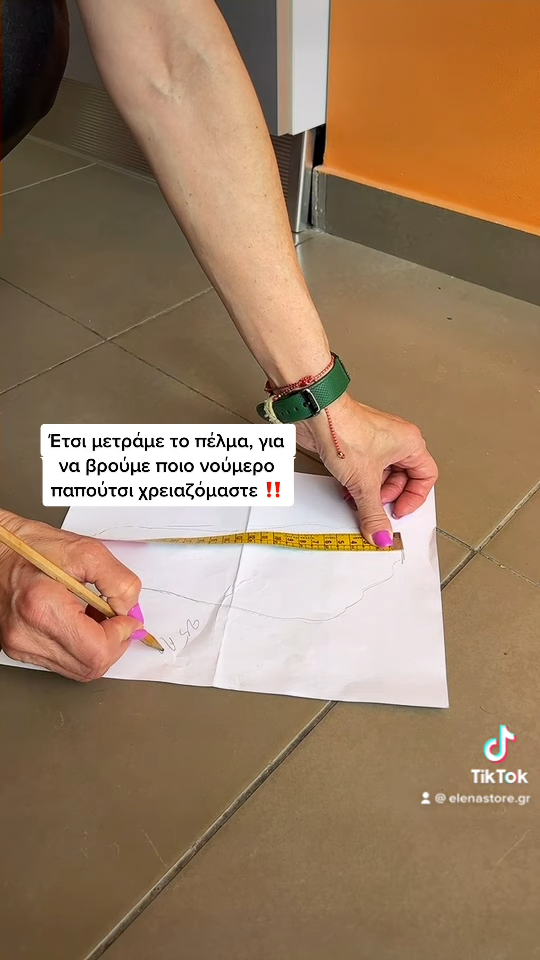 Έτσι μετράμε το πέλμα, για
να βρούμε ποιο νούμερο
παπούτσι χρειαζόμαστε ‼️
TikTok
@ elenastore.gr